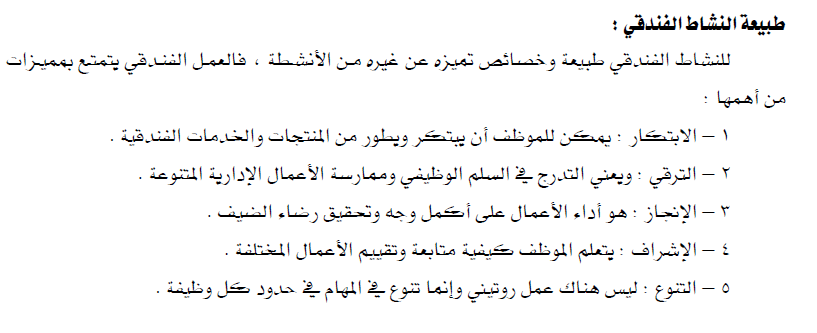 طبيعة النشاط الفندقي :
للنشاط الفندقي طبيعة وخصائص تميزه عن غيره من الأنشطة ، فالعمل الفندقي يتمتع بمميزات
من أهمها :
١ – الابتكار : يمكن للموظف أن يبتكر ويطور من المنتجات والخدمات الفندقية .
٢ – الترقي : ويعني التدرج في السلم الوظيفي وممارسة الأعمال الإدارية المتنوعة .
٣ – الإنجاز : هو أداء الأعمال على أكمل وجه وتحقيق رضاء الضيف .
٤ – الإشراف : يتعلم الموظف كيفية متابعة وتقييم الأعمال المختلفة .
٥ – التنوع : ليس هناك عمل روتيني وإنما تنوع في المهام في حدود كل وظيفة .